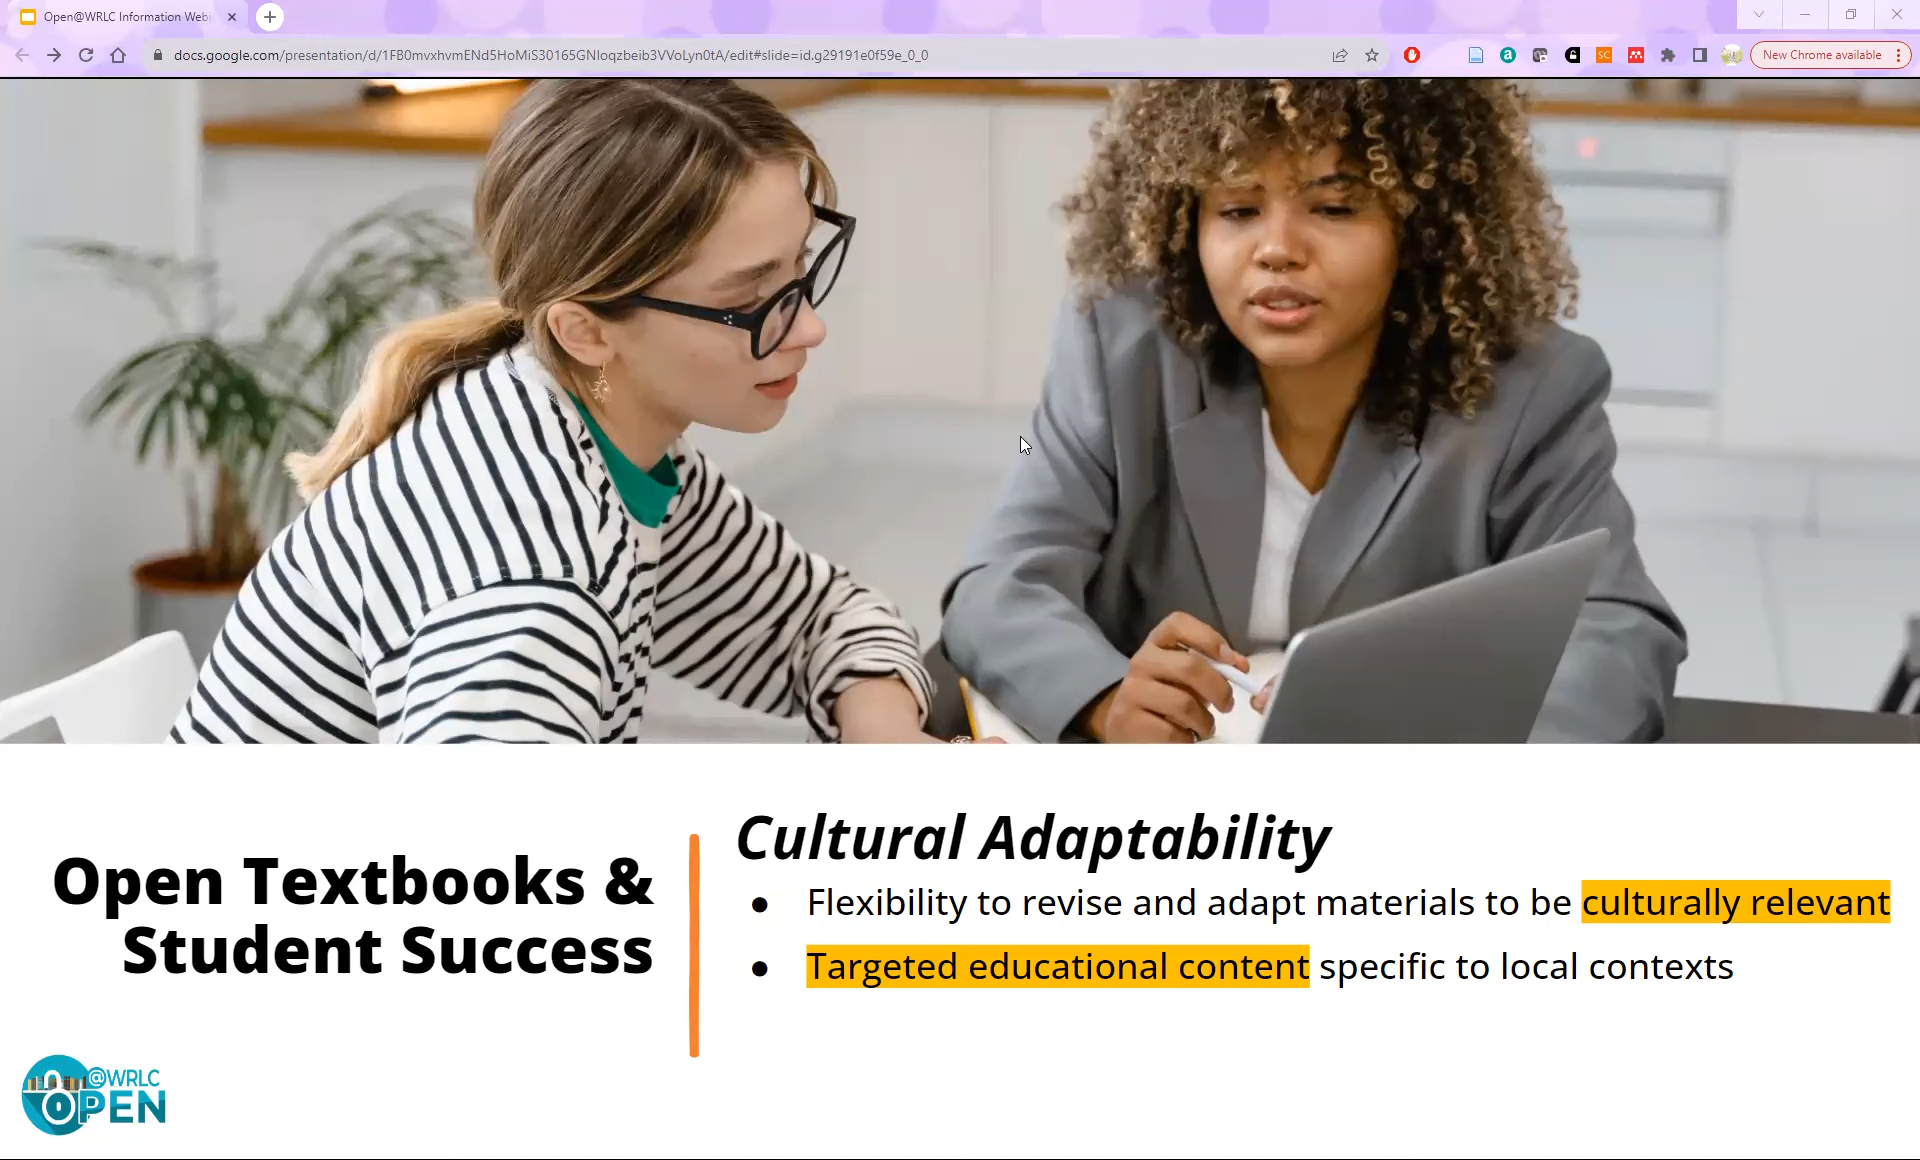 Open@WRLC Information Web
docs.google.com/presentation/d/1FB0mvxhvmENd5HoMiS30165GNloqzbeib3VVoLyn0tA/edit#slide=id.g29191e0f59e_0_0
a
SC
New Chrome available
Open Textbooks &
Student Success
Cultural Adaptability
● Flexibility to revise and adapt materials to be culturally relevant
● Targeted educational content specific to local contexts
@WRLC
OPEN